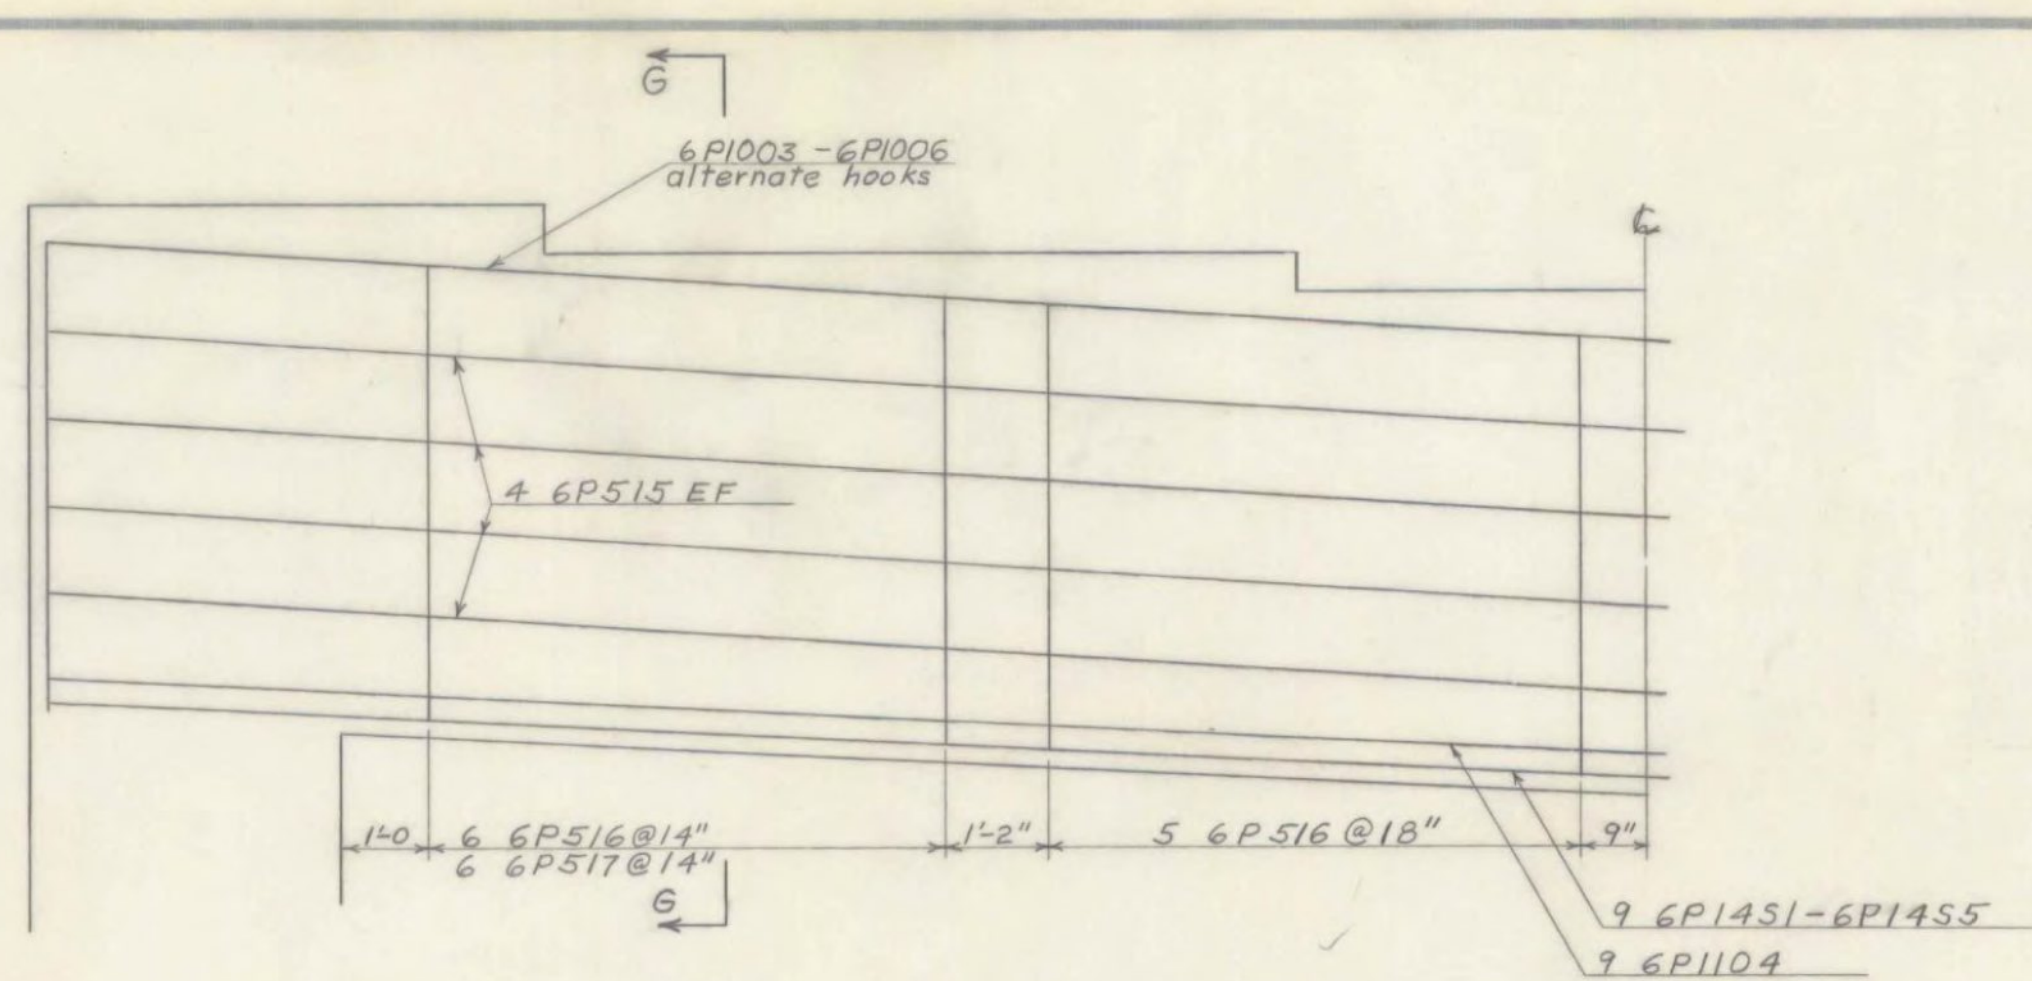 G
6P1003 - 6P1006
alternate hooks
℄
4 6P515 EF
1'-0
6 6P516@14"
6 6P517@14"
1'-2"
5 6P516 @18"
9"
G
9 6P14S1-6P14S5
9 6P1104